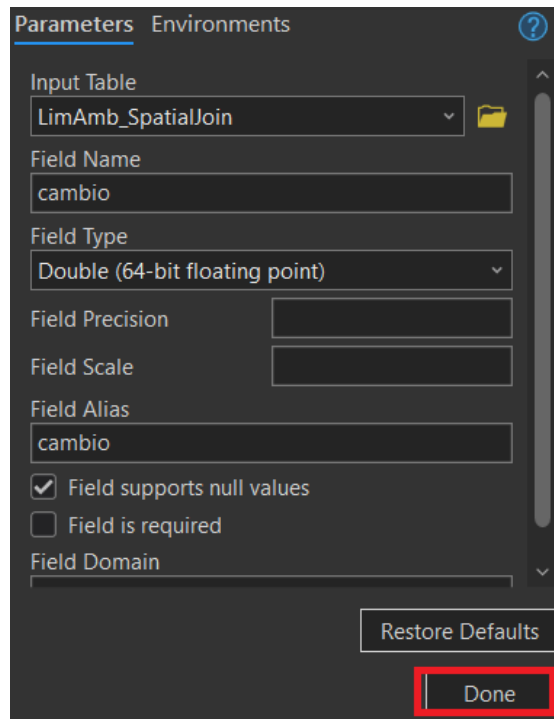 Parameters Environments ?
Input Table
LimAmb_SpatialJoin
Field Name
cambio
Field Type
Double (64-bit floating point)
Field Precision
Field Scale
Field Alias
cambio
Field supports null values
Field is required
Field Domain
Restore Defaults
Done